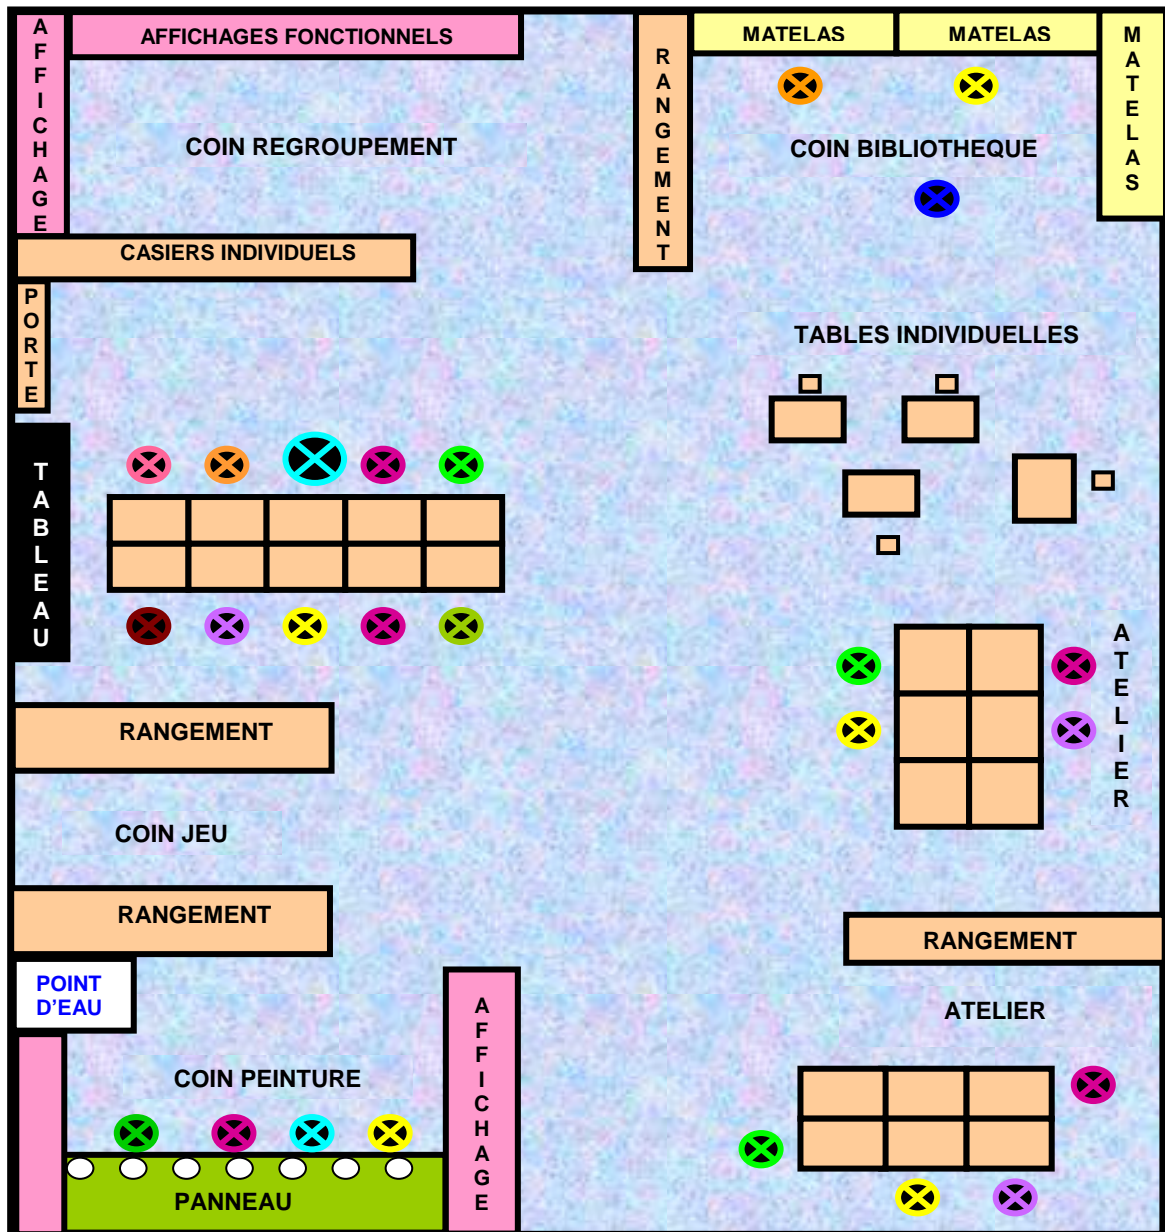 AFFICHAGE
AFFICHAGES FONCTIONNELS
RANGEMENT
MATELAS
MATELAS
MATELAS
COIN REGROUPEMENT
COIN BIBLIOTHEQUE
CASIERS INDIVIDUELS
PORTE
TABLES INDIVIDUELLES
TABLEAU
ATELIER
RANGEMENT
COIN JEU
RANGEMENT
RANGEMENT
POINT
D'EAU
AFFICHAGE
ATELIER
COIN PEINTURE
PANNEAU